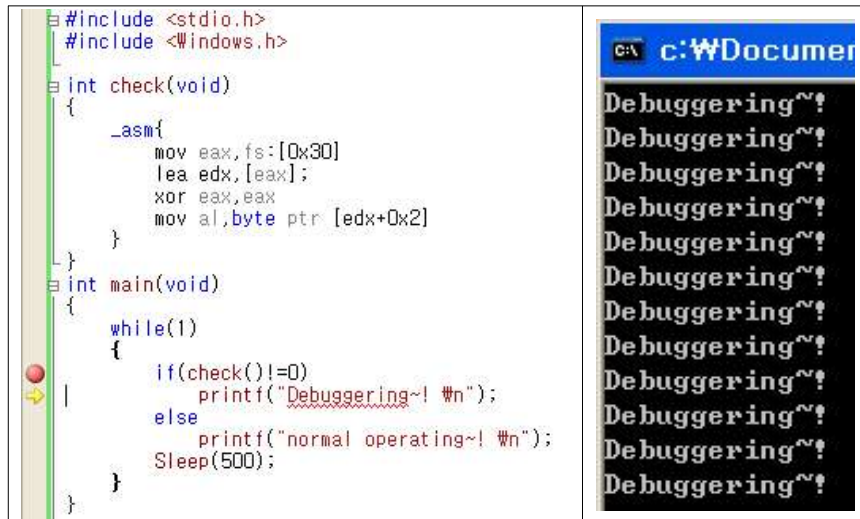 #include <stdio.h>
#include <Windows.h>
int check(void)
{
_asm{
mov eax,fs:[0x30]
lea edx,[eax];
xor eax,eax
mov al,byte ptr [edx+0x2]
}
}
int main(void)
{
while(1)
{
if(check()!=0)
printf("Debuggering~! ₩n");
else
printf("normal operating~! ₩n");
Sleep(500);
}
}
c:₩Documen
Debuggering~!
Debuggering~!
Debuggering~!
Debuggering~!
Debuggering~!
Debuggering~!
Debuggering~!
Debuggering~!
Debuggering~!
Debuggering~!
Debuggering~!
Debuggering~!